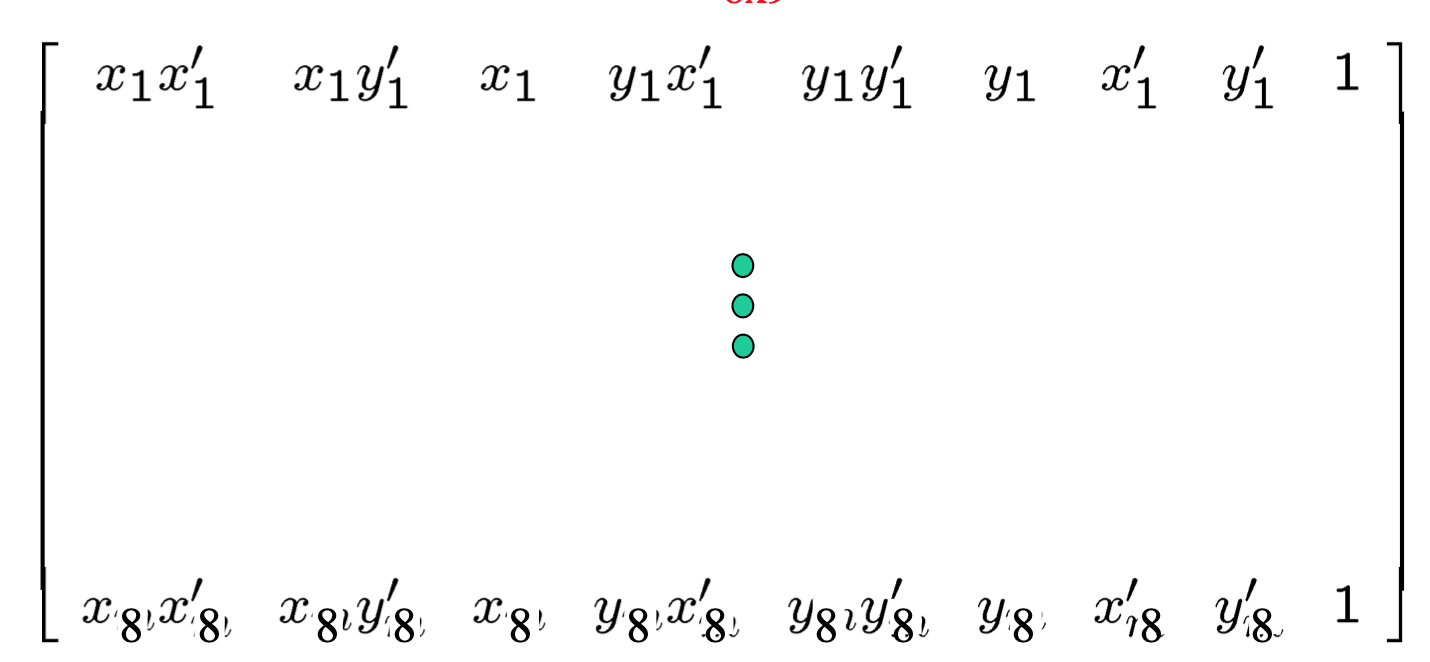 x₁x′₁ x₁y′₁ x₁ y₁x′₁ y₁y′₁ y₁ x′₁ y′₁ 1
x₈x′₈ x₈y′₈ x₈ y₈x′₈ y₈y′₈ y₈ x′₈ y′₈ 1